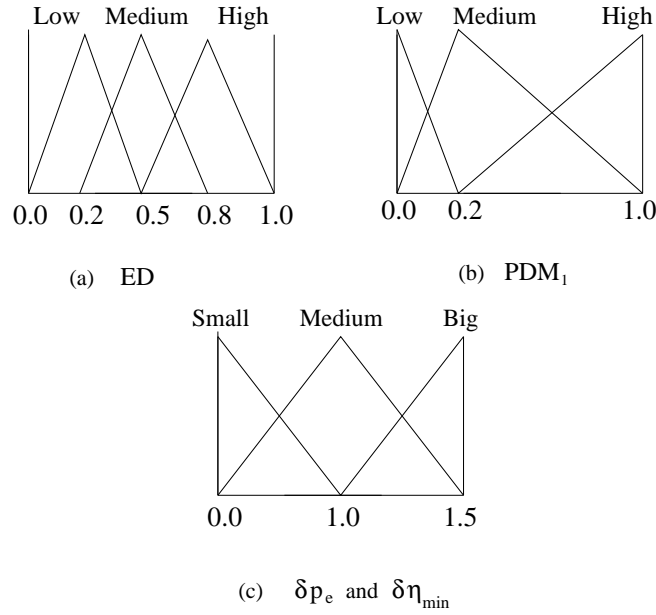 Low Medium High
0.0 0.2 0.5 0.8 1.0
(a) ED
Low Medium High
0.0 0.2 1.0
(b) PDM₁
Small Medium Big
0.0 1.0 1.5
(c) δpₑ and δη_min